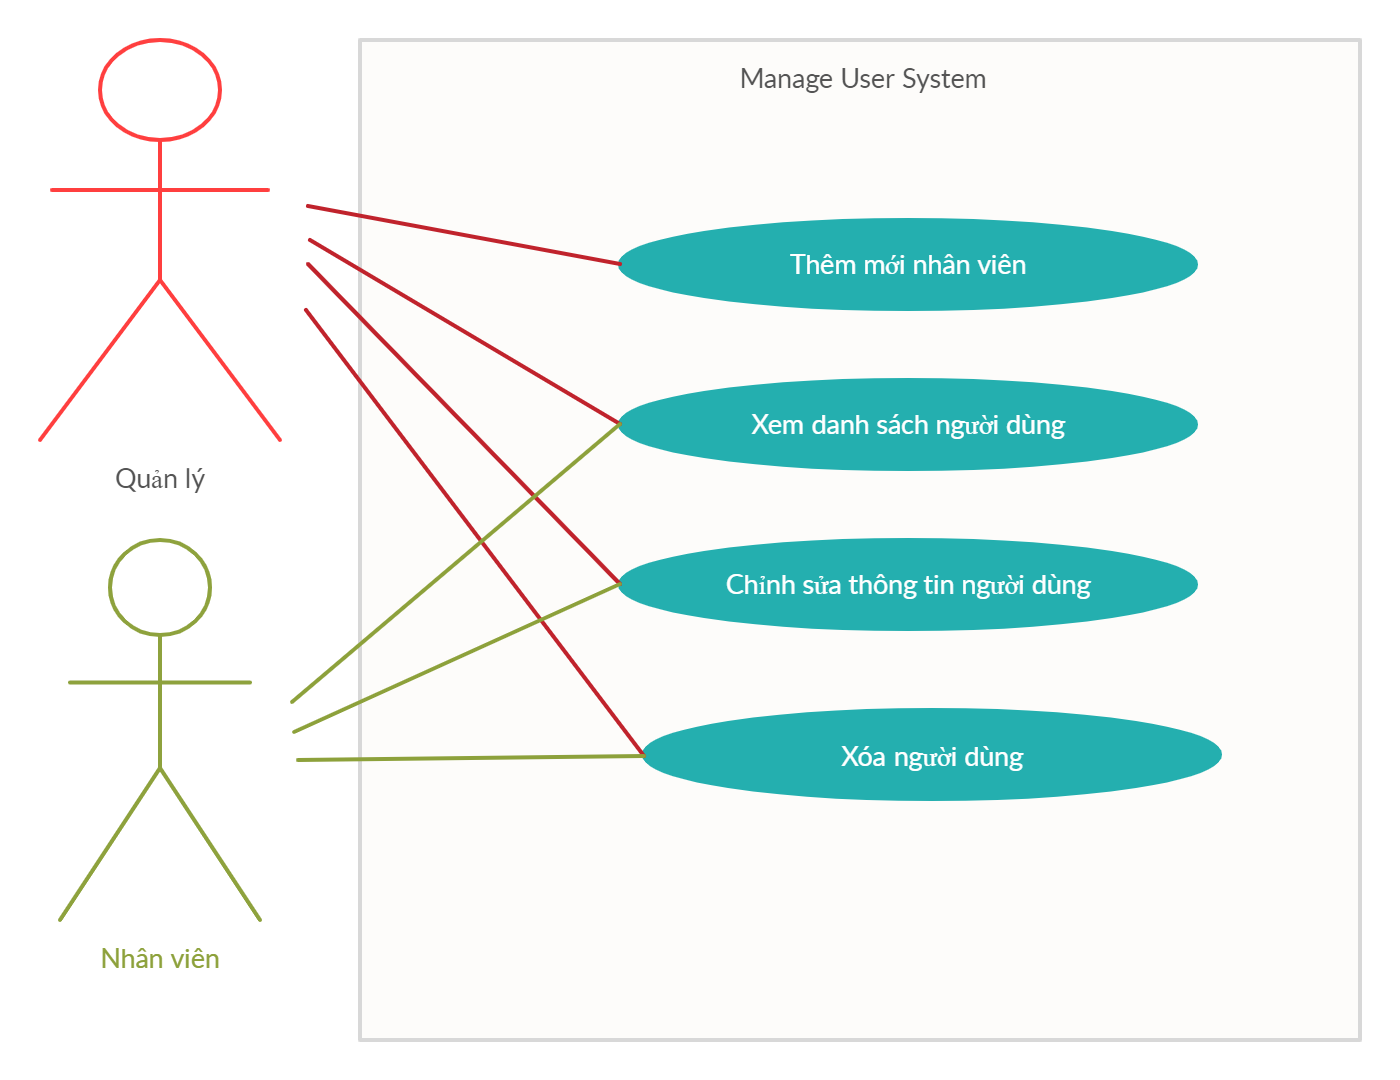 Manage User System
Thêm mới nhân viên
Xem danh sách người dùng
Quản lý
Chỉnh sửa thông tin người dùng
Xóa người dùng
Nhân viên